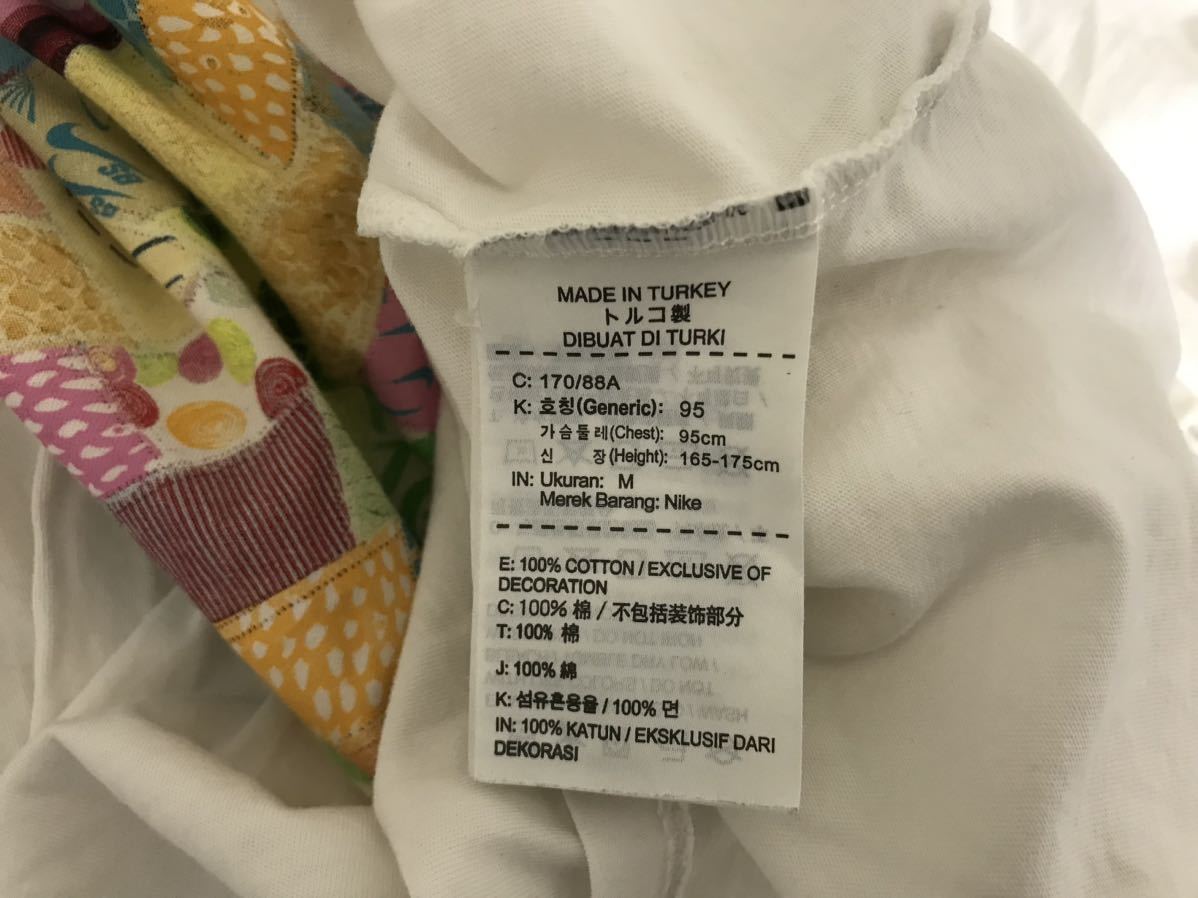 MADE IN TURKEY
トルコ製
DIBUAT DI TURKI
C: 170/88A
K: 호칭(Generic): 95
가슴둘레(Chest): 95cm
신 장(Height): 165-175cm
IN: Ukuran: M
Merek Barang: Nike
E: 100% COTTON / EXCLUSIVE OF
DECORATION
C: 100% 棉 / 不包括装饰部分
T: 100% 棉
J: 100% 綿
K: 섬유혼용율 / 100% 면
IN: 100% KATUN / EKSKLUSIF DARI
DEKORASI
SB
SB